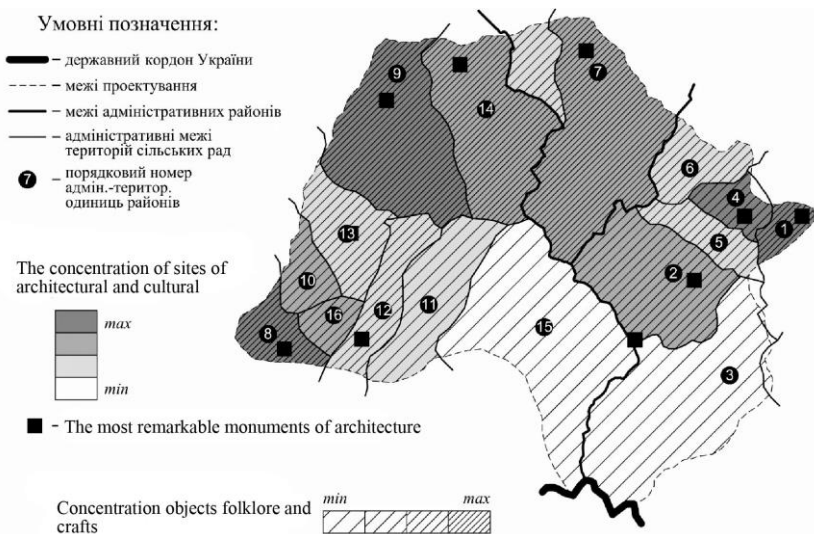 Умовні позначення:
– державний кордон України
– межі проектування
– межі адміністративних районів
– адміністративні межі
територій сільських рад
7 – порядковий номер
адмін.-територ.
одиниць районів
The concentration of sites of
architectural and cultural
max
min
- The most remarkable monuments of architecture
Concentration objects folklore and
crafts
min max
9
14
7
6
4
1
5
2
13
10
12
11
16
8
15
3